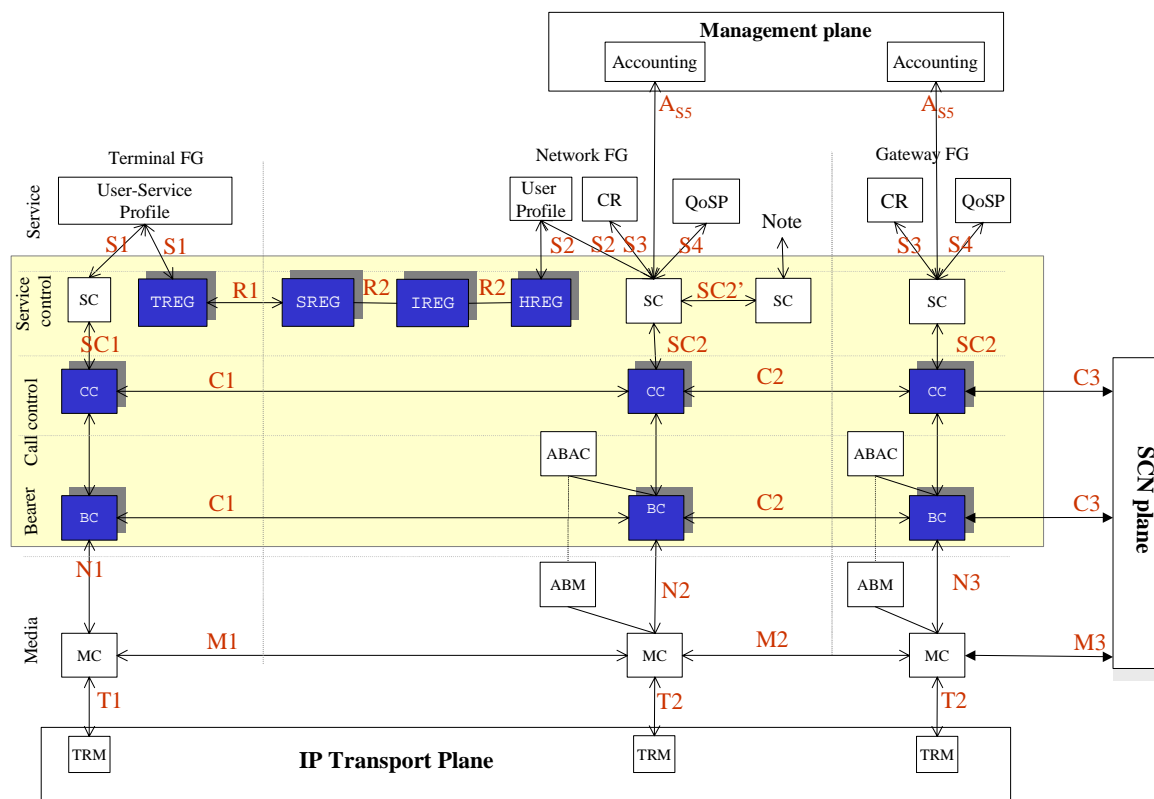 Management plane
Accounting
Accounting
AS5
AS5
Terminal FG
Network FG
Gateway FG
Service
User-Service
Profile
User
Profile
CR
QoSP
Note
CR
QoSP
S1
S1
S2
S2
S3
S4
S3
S4
Service
control
SC
TREG
R1
SREG
R2
IREG
R2
HREG
SC
SC2’
SC
SC
SC1
SC2
SC2
Call control
CC
C1
CC
C2
CC
C3
ABAC
ABAC
Bearer
BC
C1
BC
C2
BC
C3
SCN plane
N1
ABM
N2
ABM
N3
Media
MC
M1
MC
M2
MC
M3
T1
T2
T2
TRM
IP Transport Plane
TRM
TRM